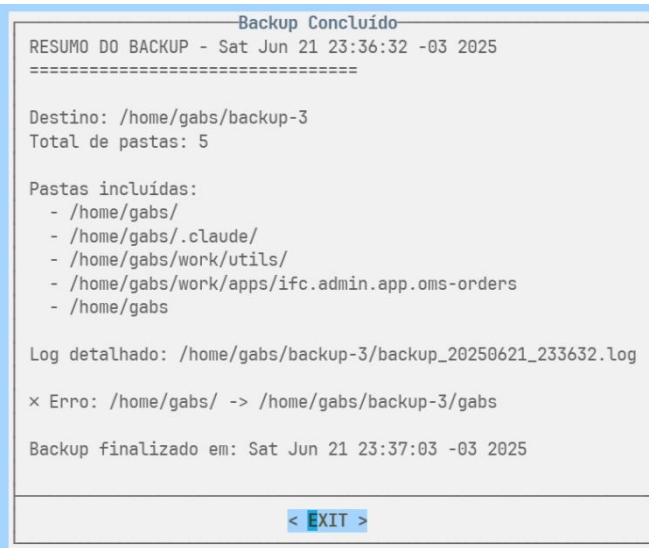 Backup Concluído
RESUMO DO BACKUP - Sat Jun 21 23:36:32 -03 2025
=================================
Destino: /home/gabs/backup-3
Total de pastas: 5
Pastas incluídas:
- /home/gabs/
- /home/gabs/.claude/
- /home/gabs/work/utils/
- /home/gabs/work/apps/ifc.admin.app.oms-orders
- /home/gabs
Log detalhado: /home/gabs/backup-3/backup_20250621_233632.log
× Erro: /home/gabs/ -> /home/gabs/backup-3/gabs
Backup finalizado em: Sat Jun 21 23:37:03 -03 2025
< EXIT >